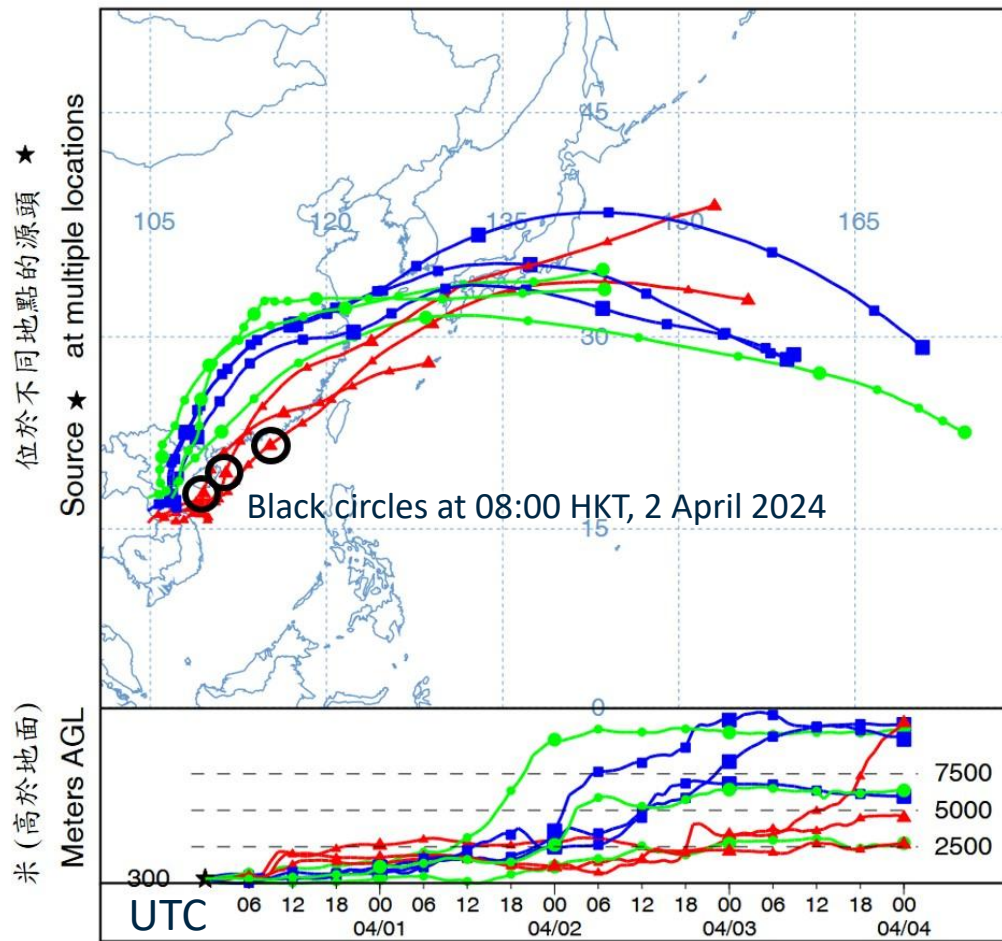 位於不同地點的源頭 ★
Source ★ at multiple locations
45
105 120 135 150 165
30
Black circles at 08:00 HKT, 2 April 2024
15
0
米 (高於地面)
Meters AGL
7500
5000
2500
300
UTC
06 12 18 00 06 12 18 00 06 12 18 00 06 12 18 00
04/01 04/02 04/03 04/04